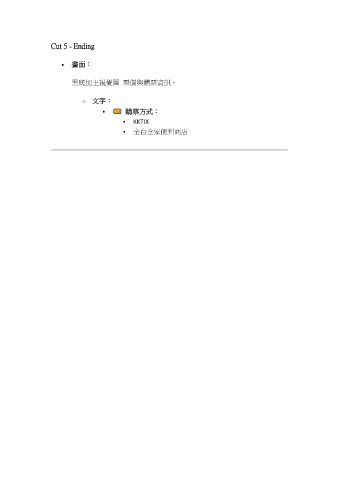 Cut 5 - Ending
畫面：
黑底加主視覺圖 票價與購票資訊。
文字：
購票方式：
KKTIX
全台全家便利商店